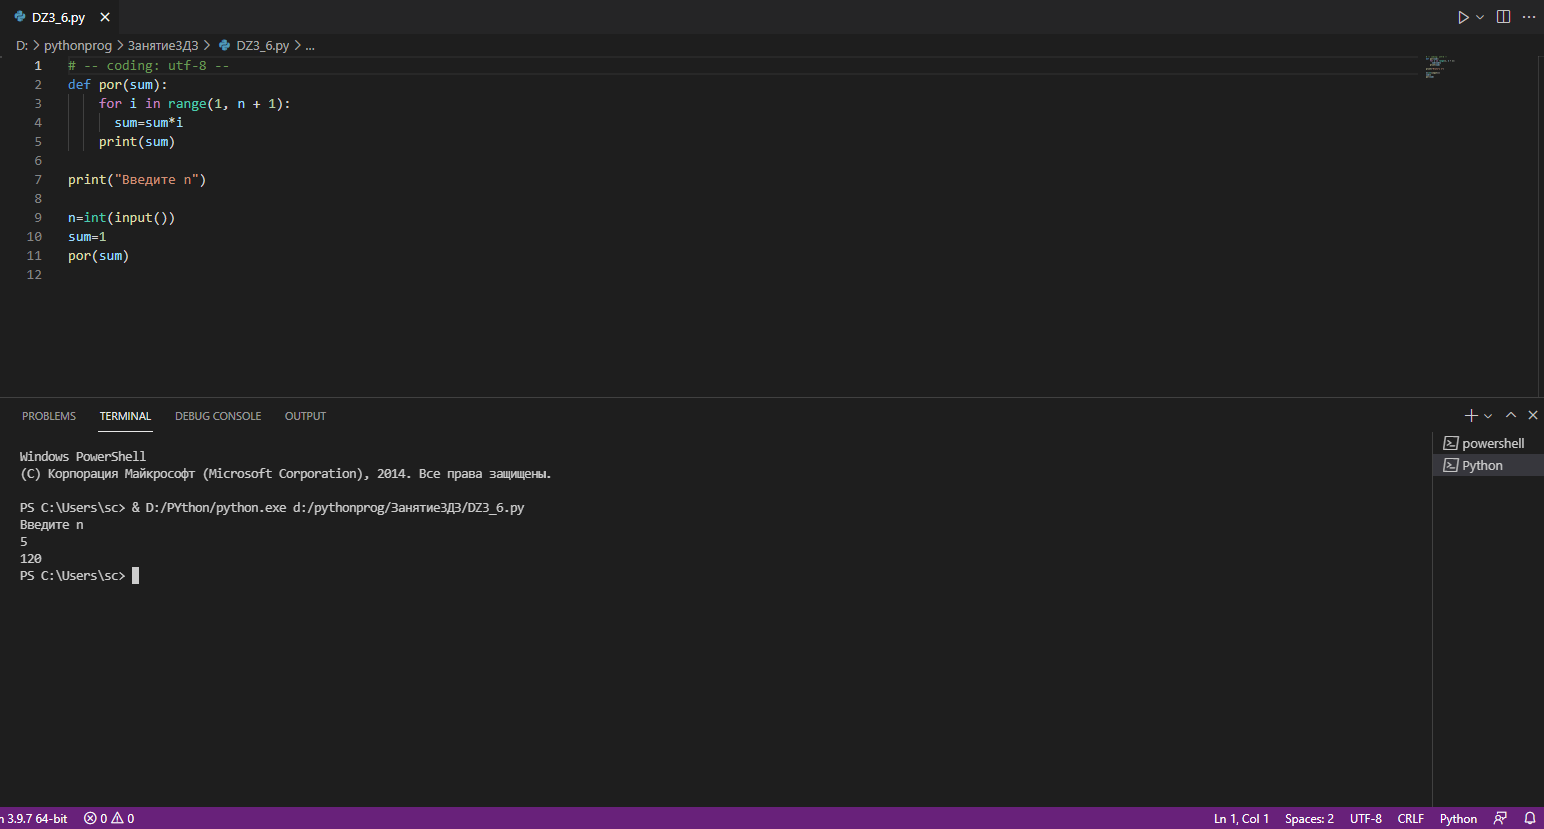 DZ3_6.py
D: > pythonprog > Занятие3ДЗ > DZ3_6.py > ...
1 # -- coding: utf-8 --
2 def por(sum):
3 for i in range(1, n + 1):
4 sum=sum*i
5 print(sum)
6
7 print("Введите n")
8
9 n=int(input())
10 sum=1
11 por(sum)
12
PROBLEMS TERMINAL DEBUG CONSOLE OUTPUT
powershell
Python
Windows PowerShell
(C) Корпорация Майкрософт (Microsoft Corporation), 2014. Все права защищены.
PS C:\Users\sc> & D:/PYthon/python.exe d:/pythonprog/Занятие3ДЗ/DZ3_6.py
Введите n
5
120
PS C:\Users\sc>
n 3.9.7 64-bit 0 0 Ln 1, Col 1 Spaces: 2 UTF-8 CRLF Python